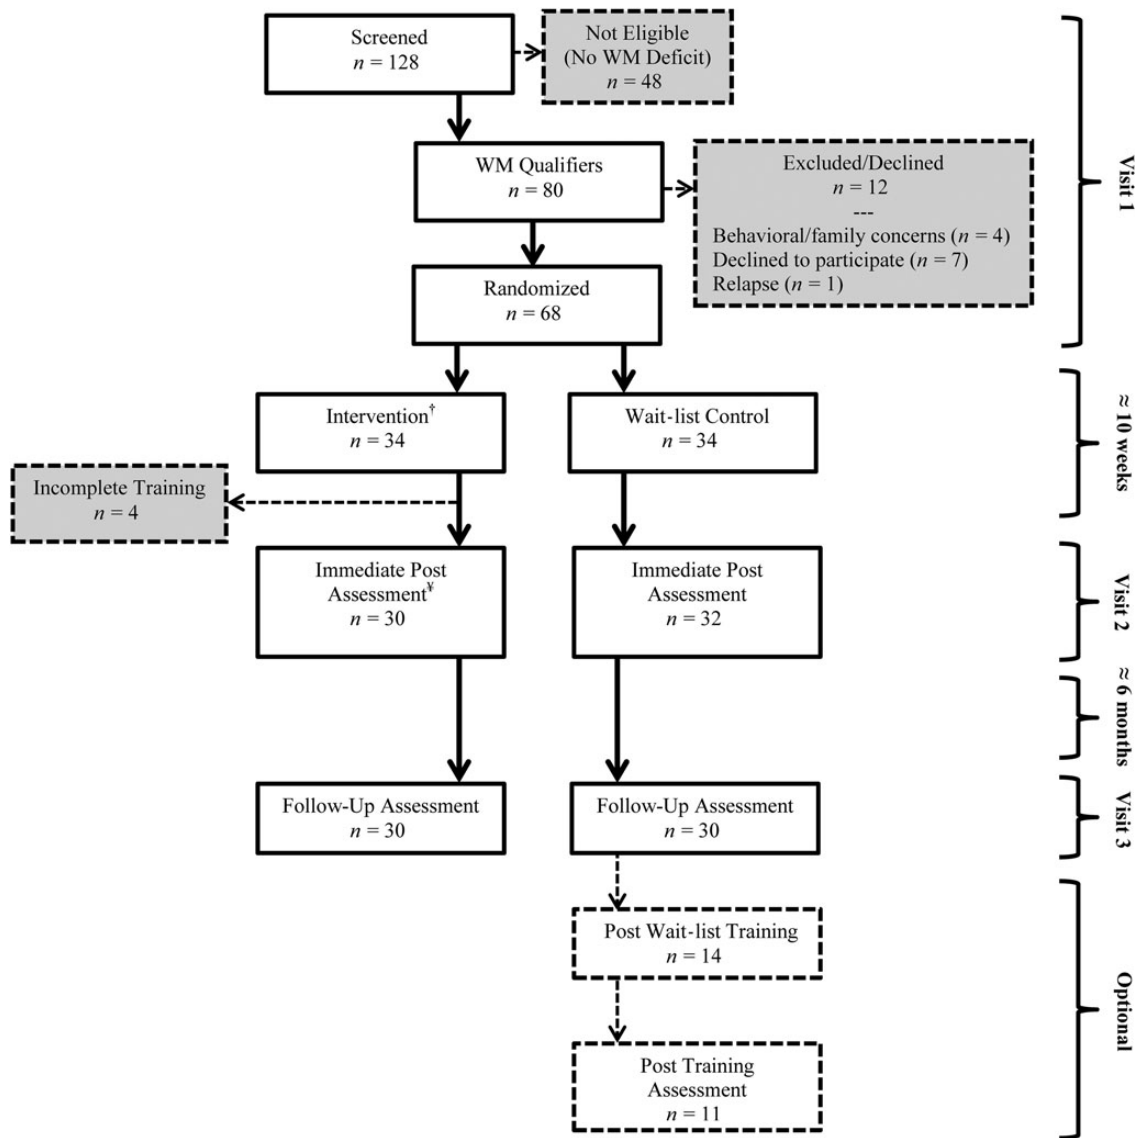 Screened
n = 128
Not Eligible
(No WM Deficit)
n = 48
WM Qualifiers
n = 80
Excluded/Declined
n = 12
---
Behavioral/family concerns (n = 4)
Declined to participate (n = 7)
Relapse (n = 1)
Randomized
n = 68
Visit 1
Intervention†
n = 34
Wait-list Control
n = 34
≈ 10 weeks
Incomplete Training
n = 4
Immediate Post
Assessment¥
n = 30
Immediate Post
Assessment
n = 32
Visit 2
≈ 6 months
Follow-Up Assessment
n = 30
Follow-Up Assessment
n = 30
Visit 3
Post Wait-list Training
n = 14
Post Training
Assessment
n = 11
Optional